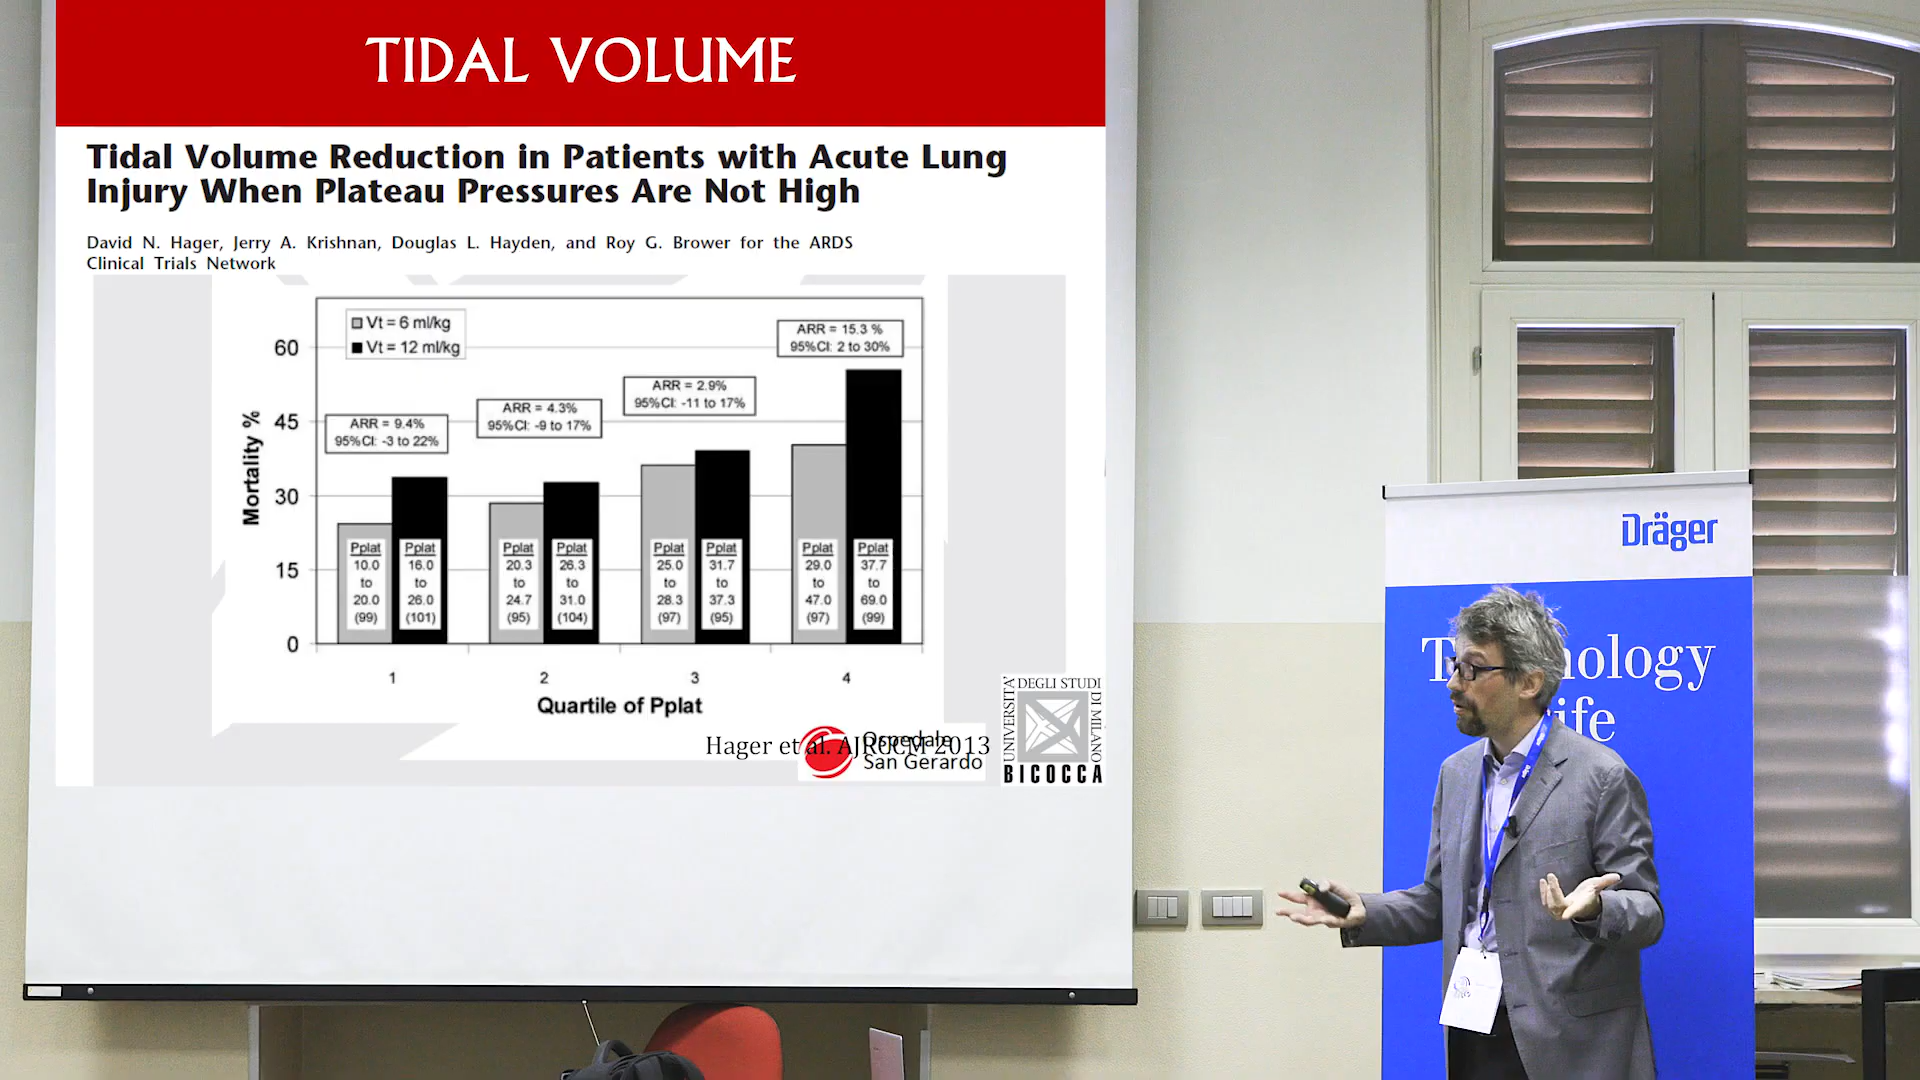 TIDAL VOLUME
Tidal Volume Reduction in Patients with Acute Lung
Injury When Plateau Pressures Are Not High
David N. Hager, Jerry A. Krishnan, Douglas L. Hayden, and Roy G. Brower for the ARDS
Clinical Trials Network
Vt = 6 ml/kg
Vt = 12 ml/kg
ARR = 9.4%
95%CI: -3 to 22%
ARR = 4.3%
95%CI: -9 to 17%
ARR = 2.9%
95%CI: -11 to 17%
ARR = 15.3 %
95%CI: 2 to 30%
Mortality %
60
45
30
15
0
Pplat
10.0
to
20.0
(99)
Pplat
16.0
to
26.0
(101)
Pplat
20.3
to
24.7
(95)
Pplat
26.3
to
31.0
(104)
Pplat
25.0
to
28.3
(97)
Pplat
31.7
to
37.3
(95)
Pplat
29.0
to
47.0
(97)
Pplat
37.7
to
69.0
(99)
1 2 3 4
Quartile of Pplat
Hager et al. AJRCCM 2013
Ospedale
San Gerardo
UNIVERSITA' DEGLI STUDI DI MILANO
BICOCCA
Dräger